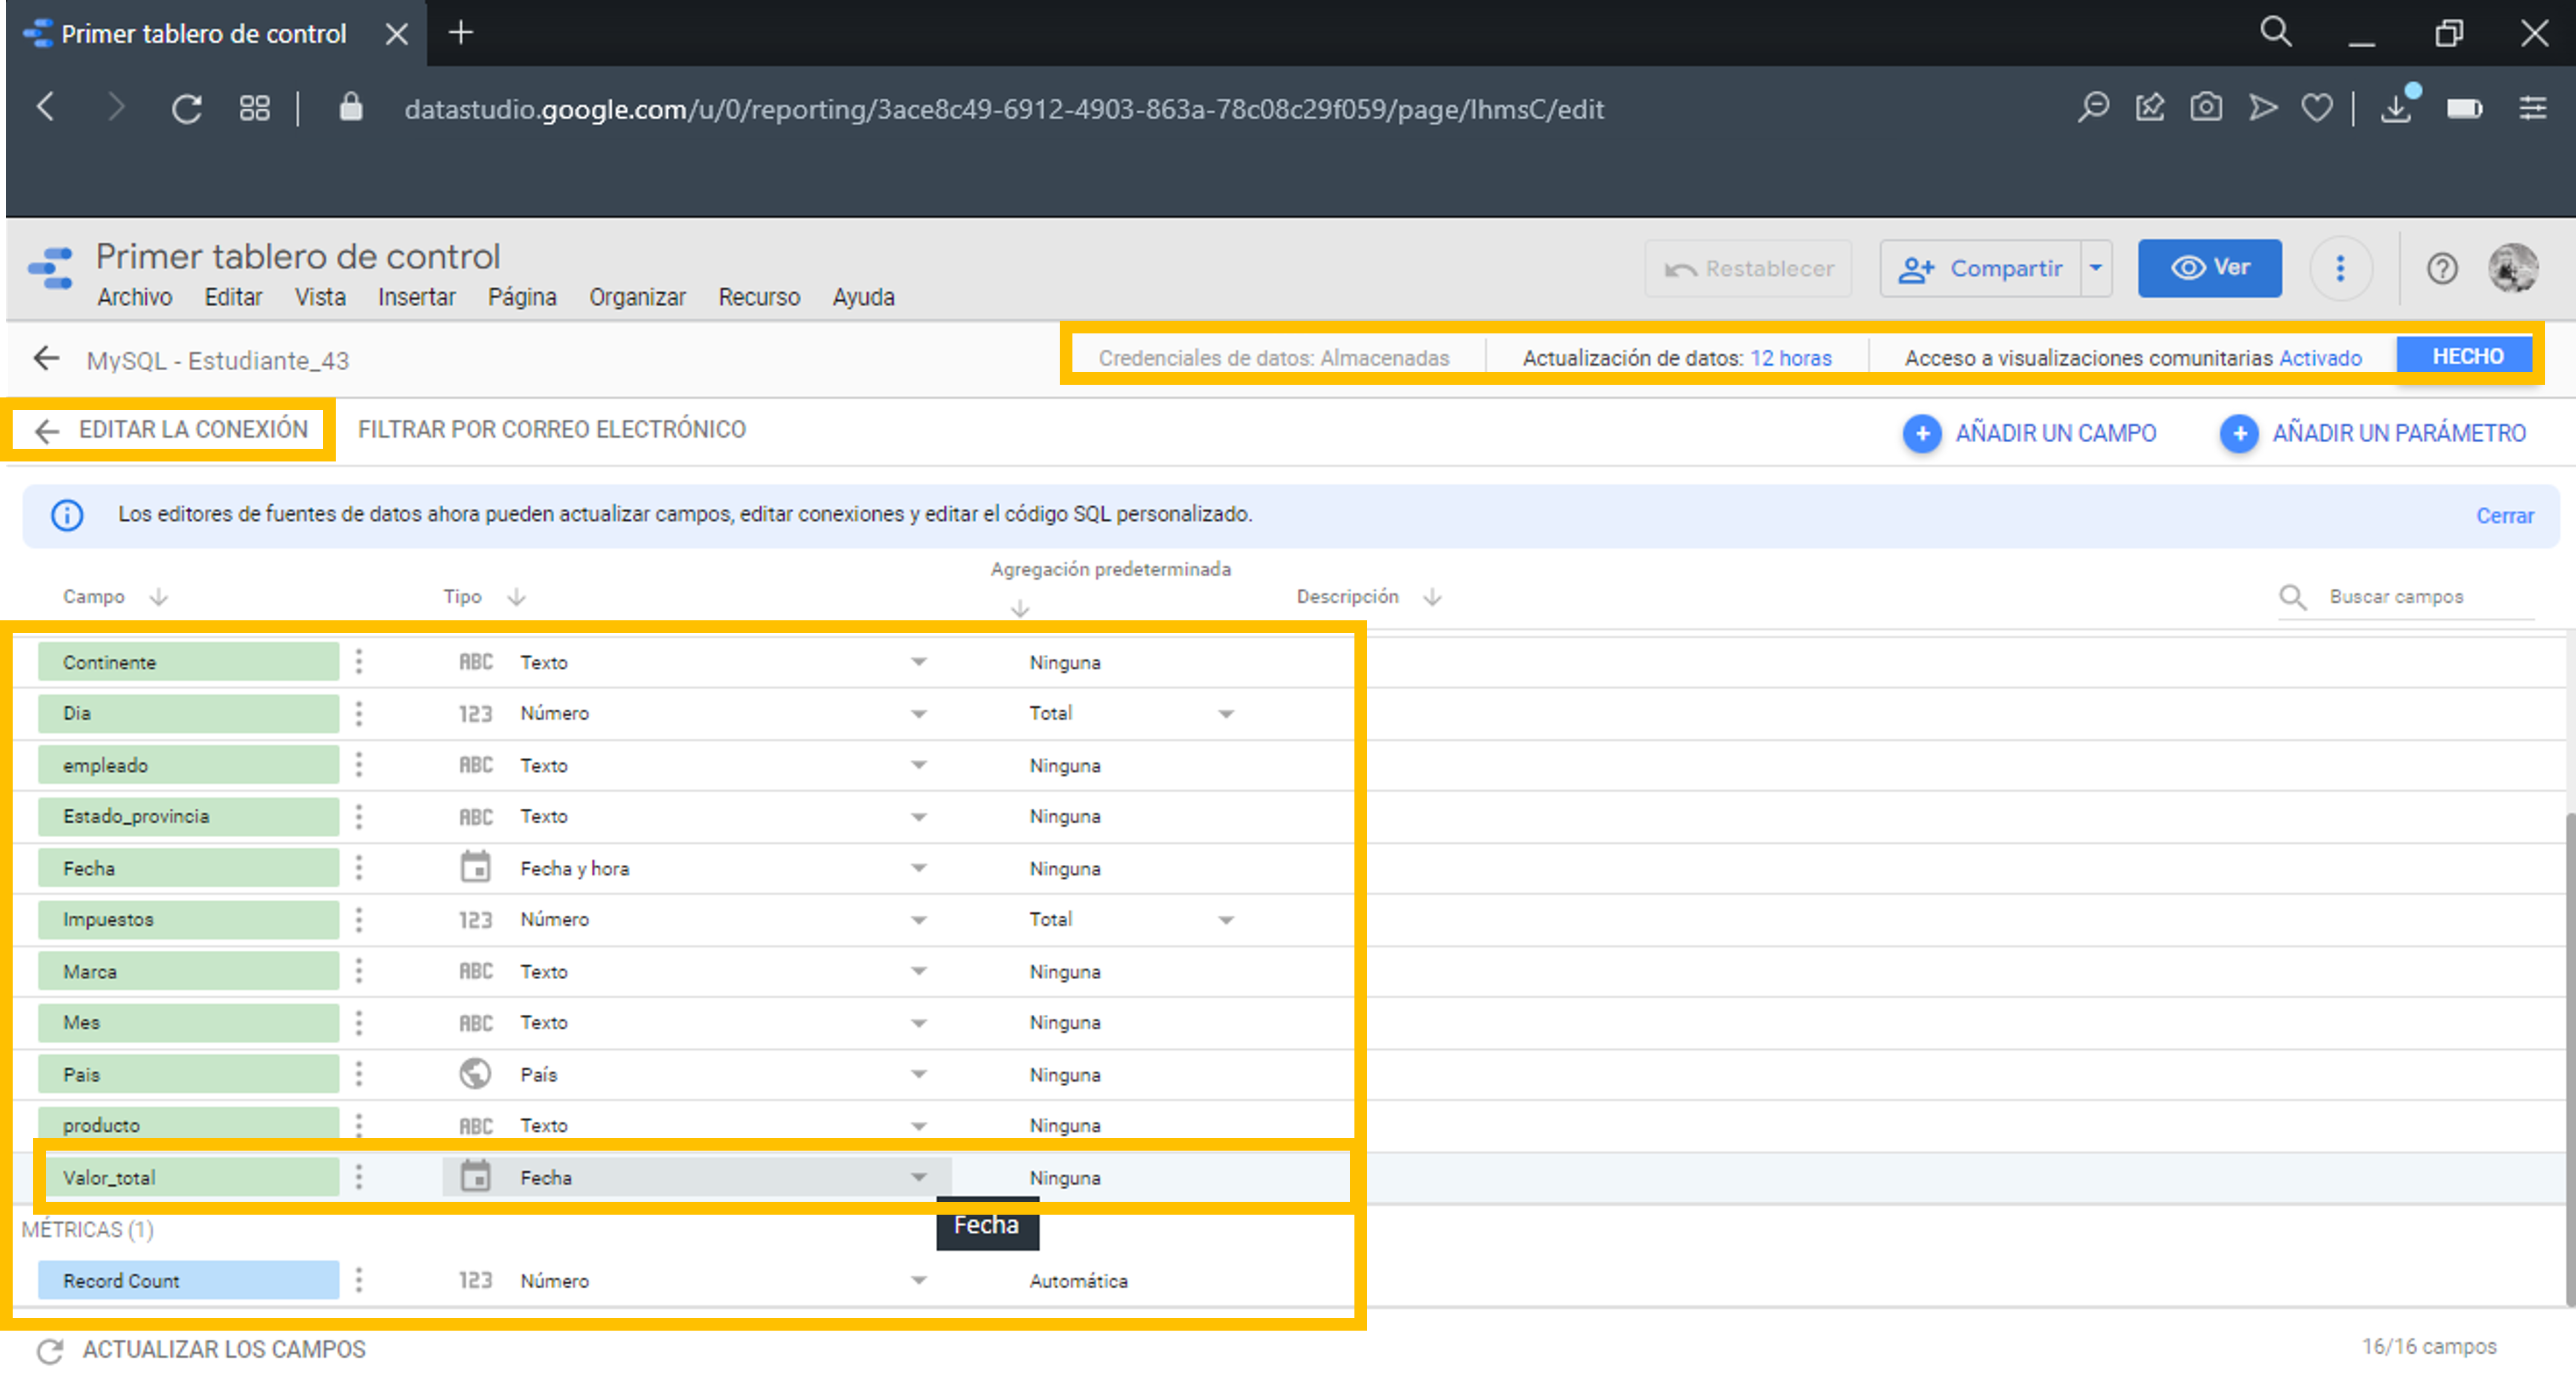 Primer tablero de control
datastudio.google.com/u/0/reporting/3ace8c49-6912-4903-863a-78c08c29f059/page/lhmsC/edit
Primer tablero de control
Archivo Editar Vista Insertar Página Organizar Recurso Ayuda
Restablecer
Compartir
Ver
MySQL - Estudiante_43
Credenciales de datos: Almacenadas
Actualización de datos: 12 horas
Acceso a visualizaciones comunitarias Activado
HECHO
EDITAR LA CONEXIÓN
FILTRAR POR CORREO ELECTRÓNICO
AÑADIR UN CAMPO
AÑADIR UN PARÁMETRO
Los editores de fuentes de datos ahora pueden actualizar campos, editar conexiones y editar el código SQL personalizado.
Cerrar
Campo Tipo Agregación predeterminada Descripción Buscar campos
Continente ABC Texto Ninguna
Dia 123 Número Total
empleado ABC Texto Ninguna
Estado_provincia ABC Texto Ninguna
Fecha Fecha y hora Ninguna
Impuestos 123 Número Total
Marca ABC Texto Ninguna
Mes ABC Texto Ninguna
Pais País Ninguna
producto ABC Texto Ninguna
Valor_total Fecha Ninguna
Fecha
MÉTRICAS (1)
Record Count 123 Número Automática
ACTUALIZAR LOS CAMPOS
16/16 campos